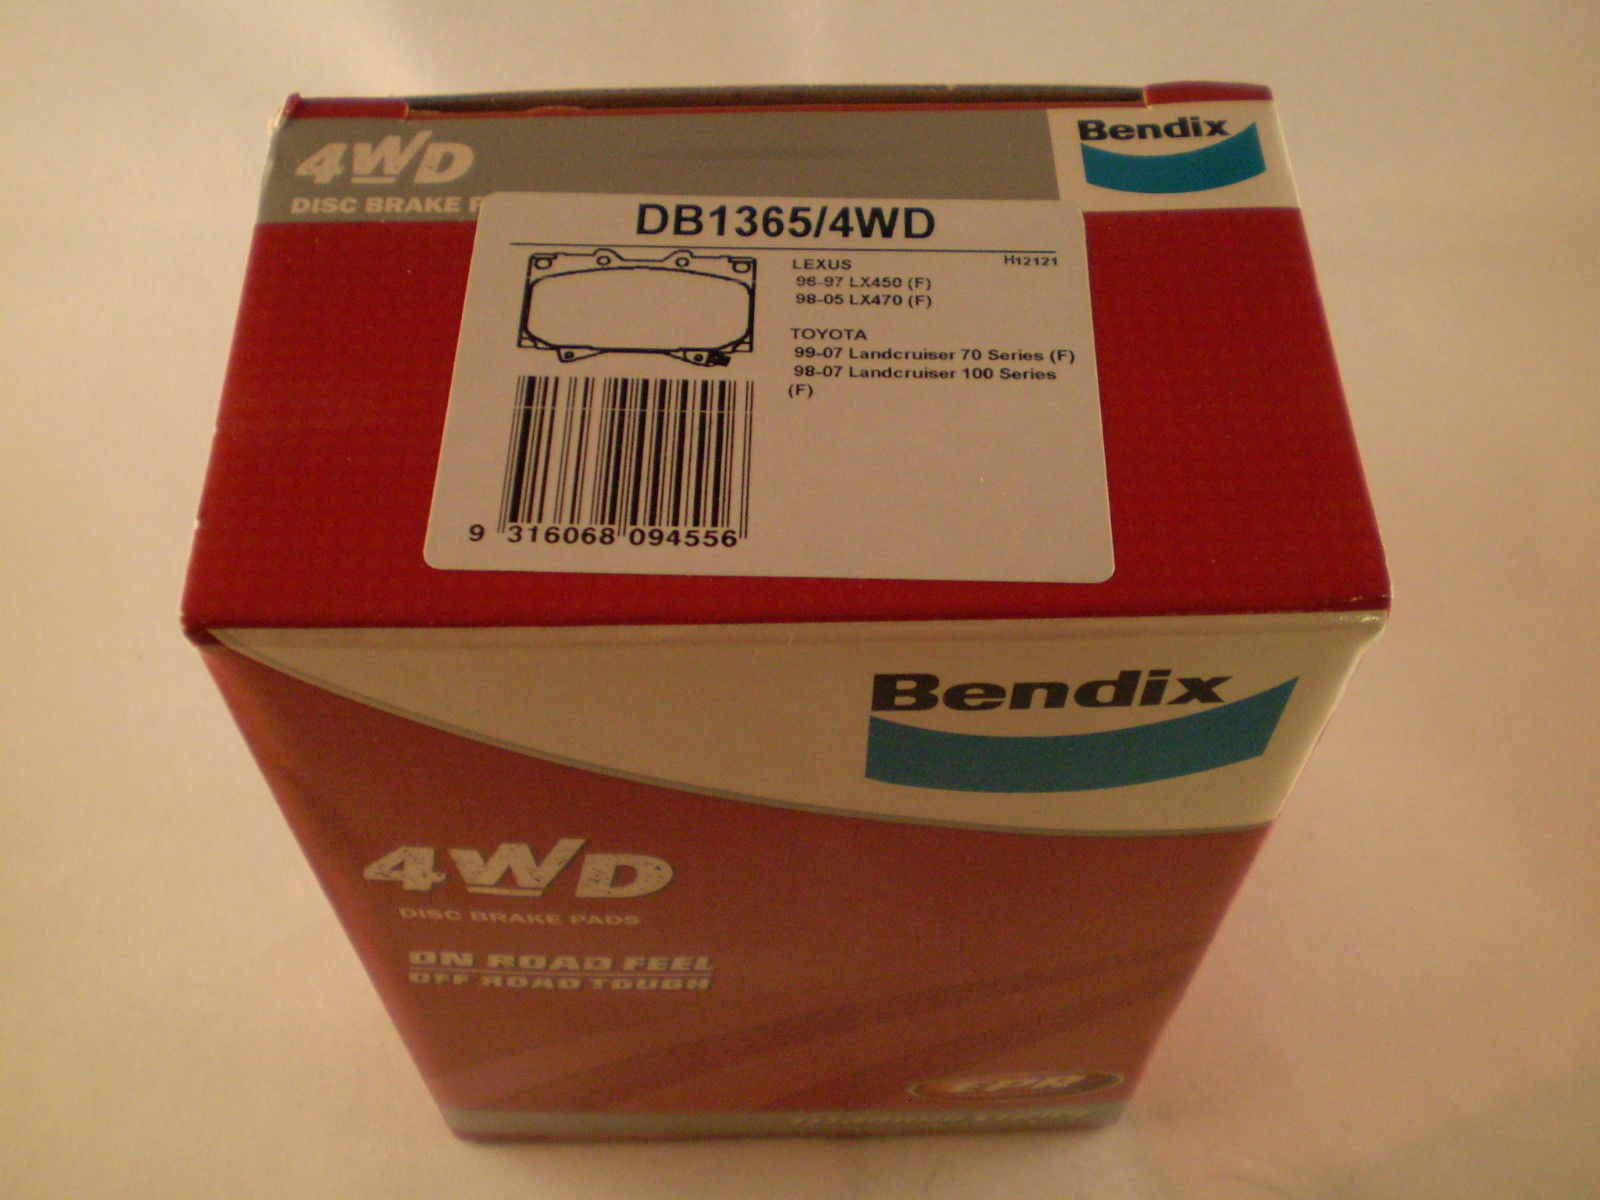 4WD
DISC BRAKE P
Bendix
DB1365/4WD
H12121
LEXUS
96-97 LX450 (F)
98-05 LX470 (F)
TOYOTA
99-07 Landcruiser 70 Series (F)
98-07 Landcruiser 100 Series
(F)
9 316068 094556
Bendix
4WD
DISC BRAKE PADS
ON ROAD FEEL
OFF ROAD TOUGH